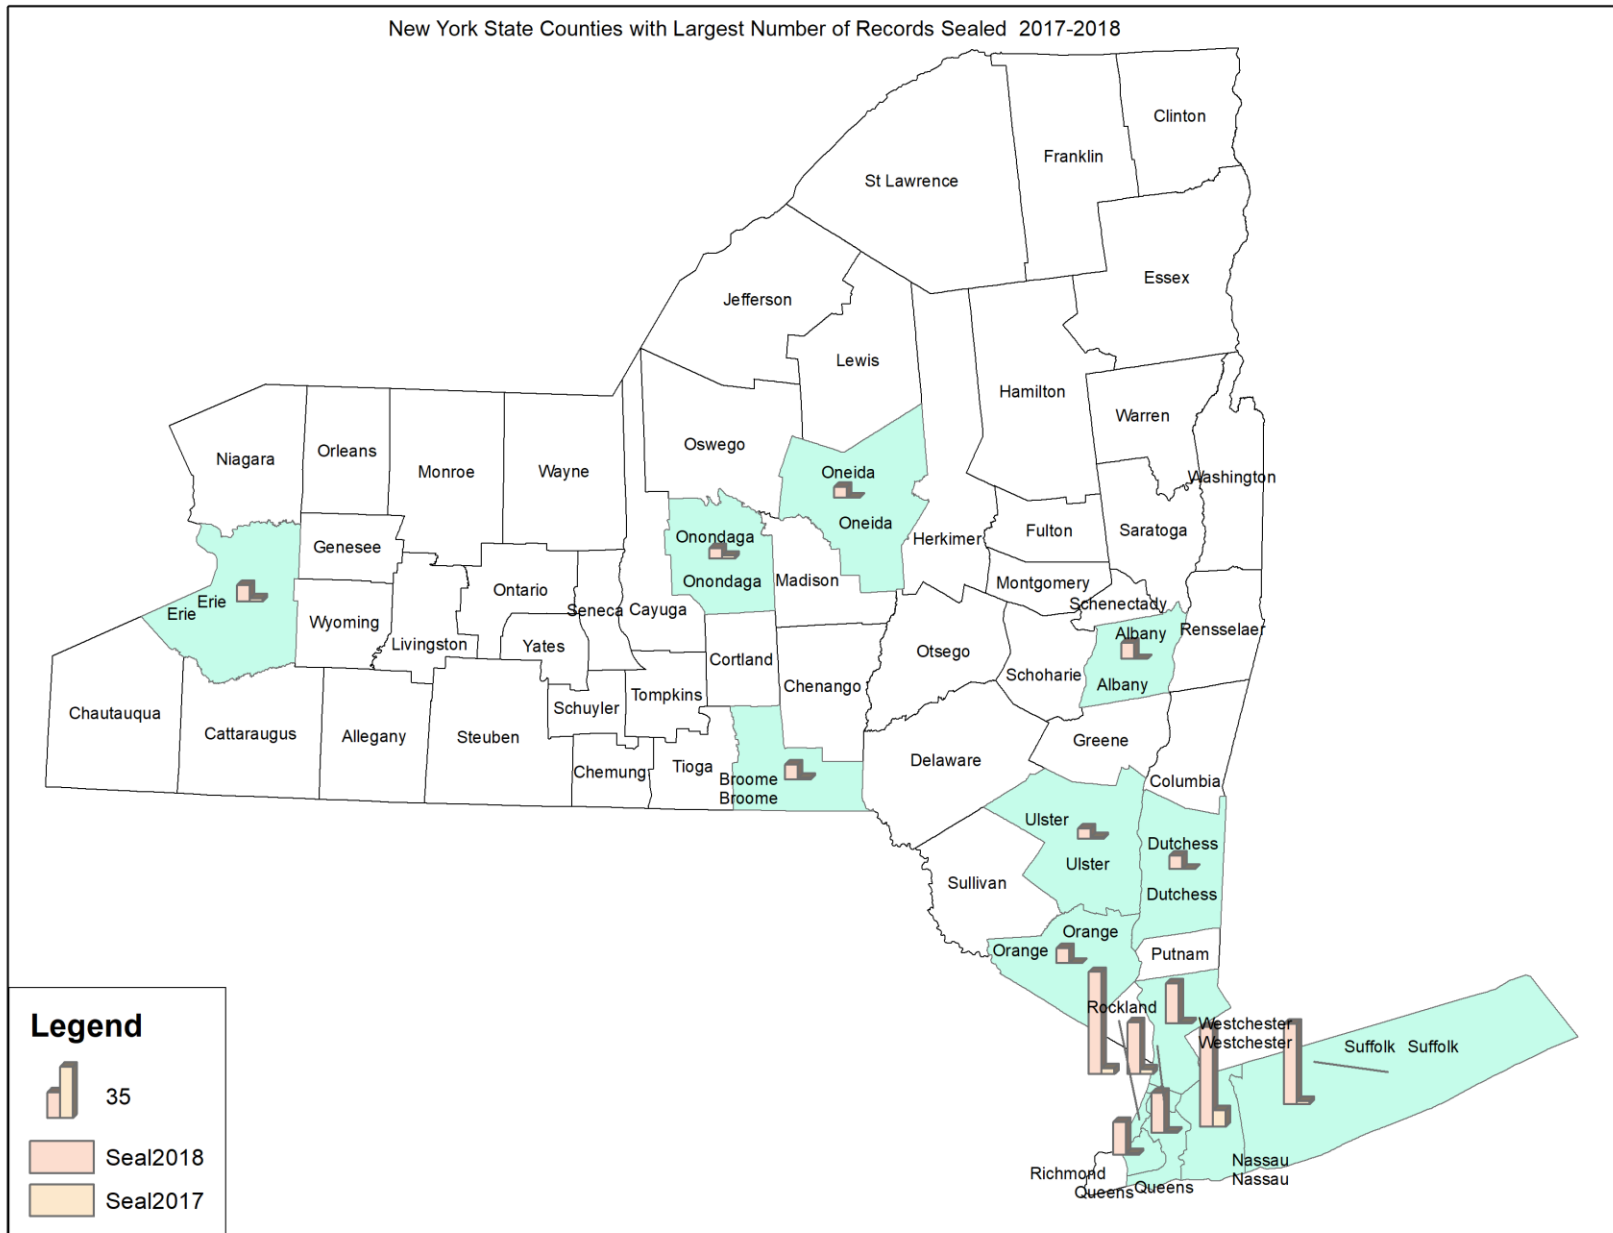 New York State Counties with Largest Number of Records Sealed 2017-2018
Clinton
Franklin
St Lawrence
Essex
Jefferson
Lewis
Hamilton
Warren
Oswego
Niagara
Orleans
Monroe
Wayne
Oneida
Washington
Oneida
Onondaga
Fulton
Saratoga
Herkimer
Genesee
Onondaga
Madison
Montgomery
Ontario
Schenectady
Erie
Erie
Seneca
Cayuga
Wyoming
Albany
Rensselaer
Livingston
Yates
Otsego
Cortland
Schoharie
Albany
Chenango
Tompkins
Schuyler
Chautauqua
Cattaraugus
Allegany
Steuben
Greene
Delaware
Tioga
Chemung
Broome
Broome
Columbia
Ulster
Dutchess
Ulster
Sullivan
Dutchess
Orange
Orange
Putnam
Rockland
Westchester
Westchester
Suffolk Suffolk
Nassau
Nassau
Richmond
Queens
Queens
Legend
35
Seal2018
Seal2017